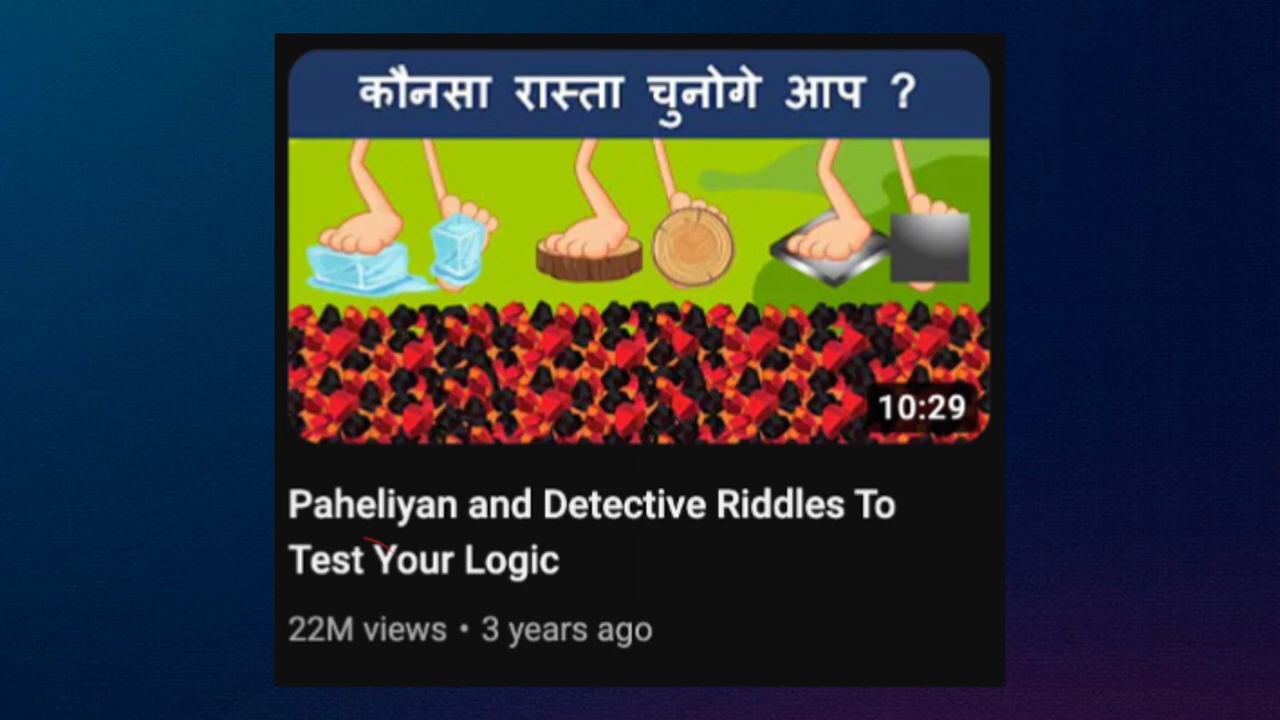 कौनसा रास्ता चुनोगे आप ?
10:29
Paheliyan and Detective Riddles To
Test Your Logic
22M views • 3 years ago